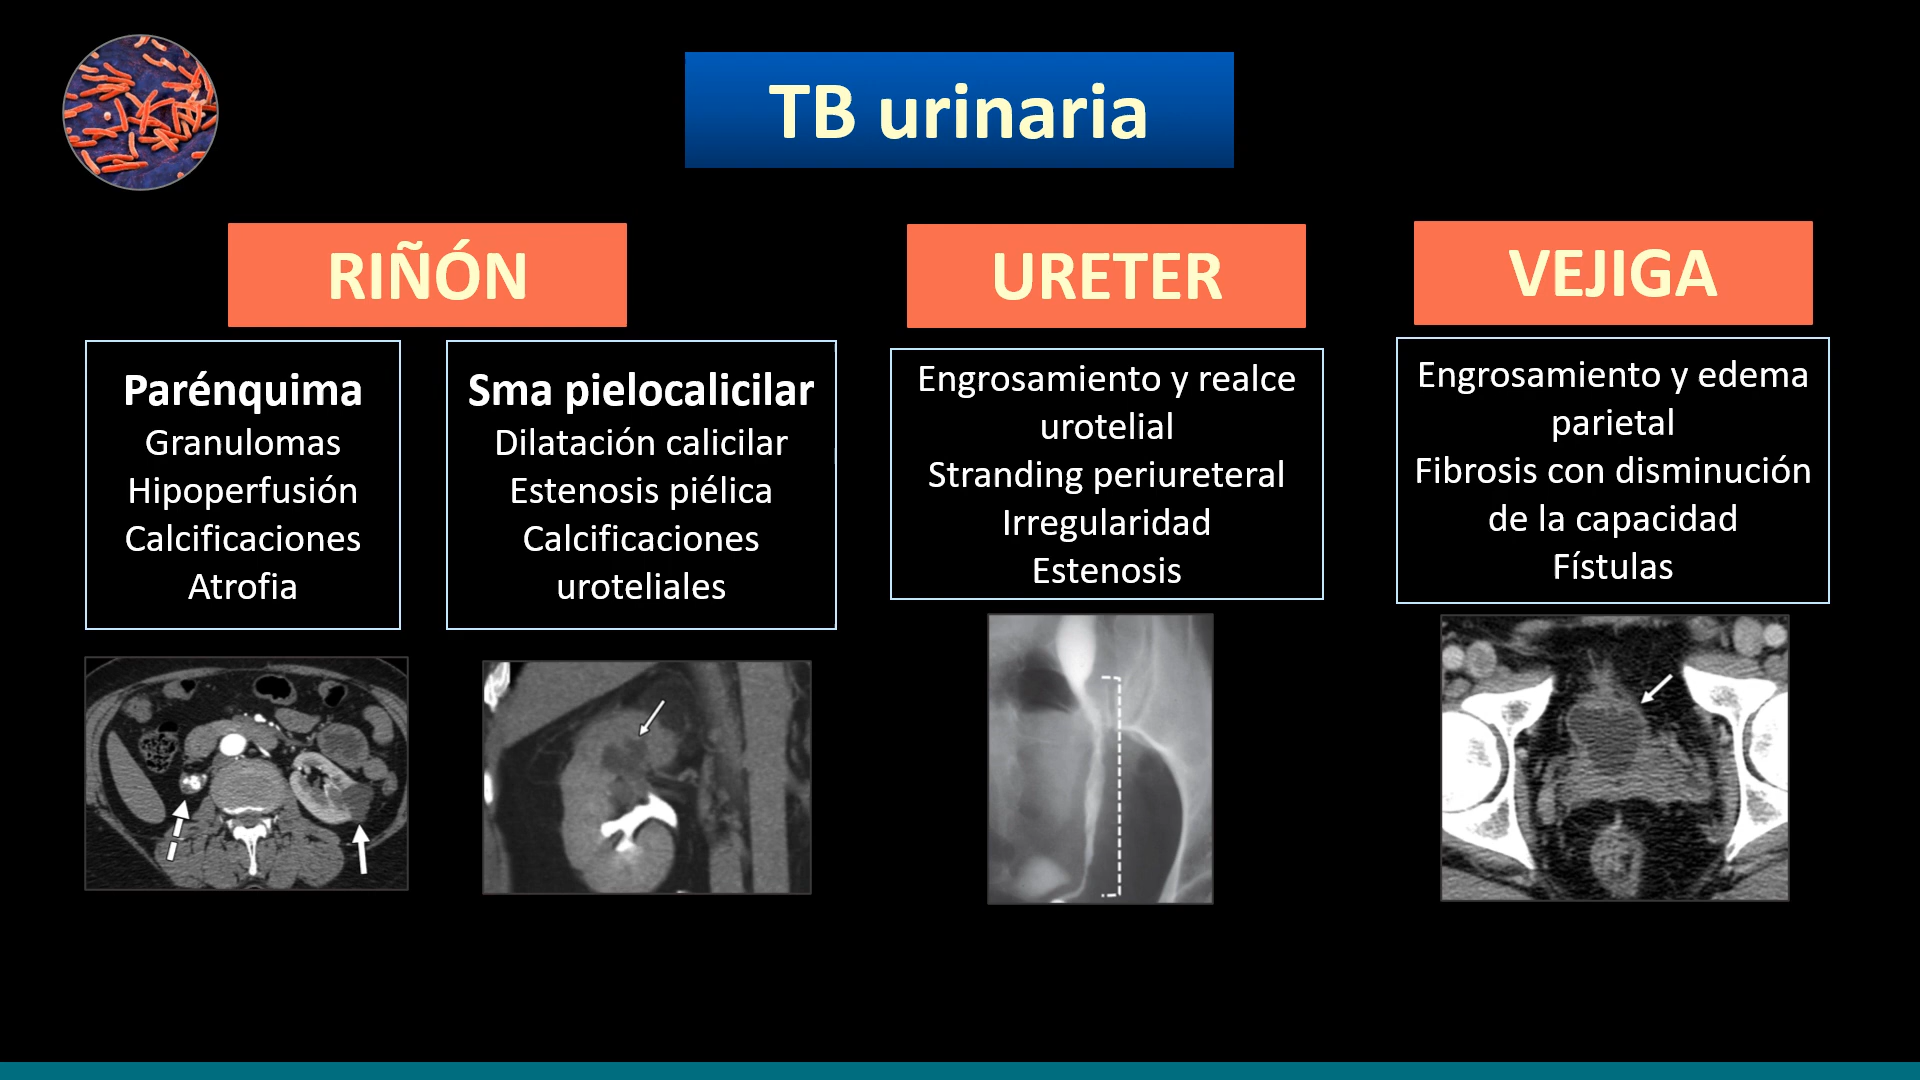 TB urinaria
RIÑÓN
Parénquima
Granulomas
Hipoperfusión
Calcificaciones
Atrofia
Sma pielocalicilar
Dilatación calicilar
Estenosis piélica
Calcificaciones
uroteliales
URETER
Engrosamiento y realce
urotelial
Stranding periureteral
Irregularidad
Estenosis
VEJIGA
Engrosamiento y edema
parietal
Fibrosis con disminución
de la capacidad
Fístulas